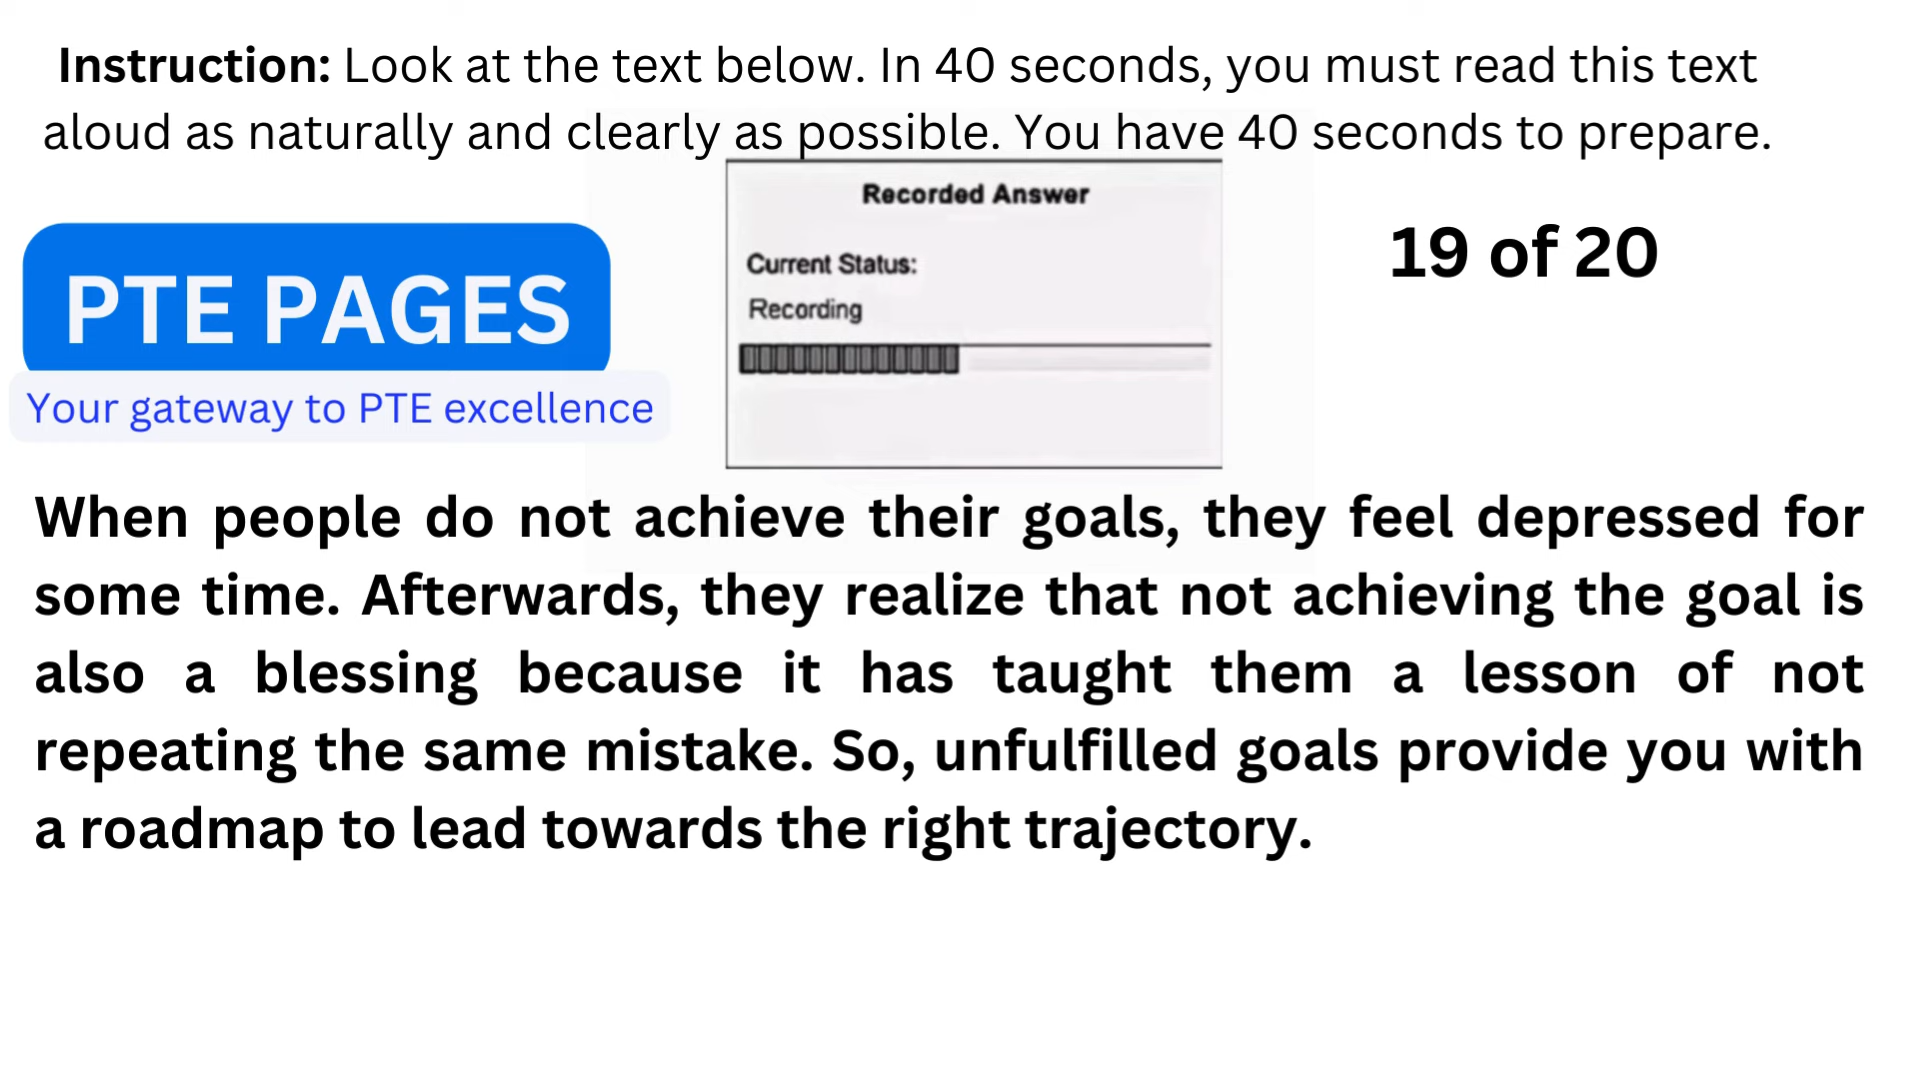 Instruction: Look at the text below. In 40 seconds, you must read this text
aloud as naturally and clearly as possible. You have 40 seconds to prepare.
Recorded Answer
Current Status:
Recording
19 of 20
PTE PAGES
Your gateway to PTE excellence
When people do not achieve their goals, they feel depressed for
some time. Afterwards, they realize that not achieving the goal is
also a blessing because it has taught them a lesson of not
repeating the same mistake. So, unfulfilled goals provide you with
a roadmap to lead towards the right trajectory.